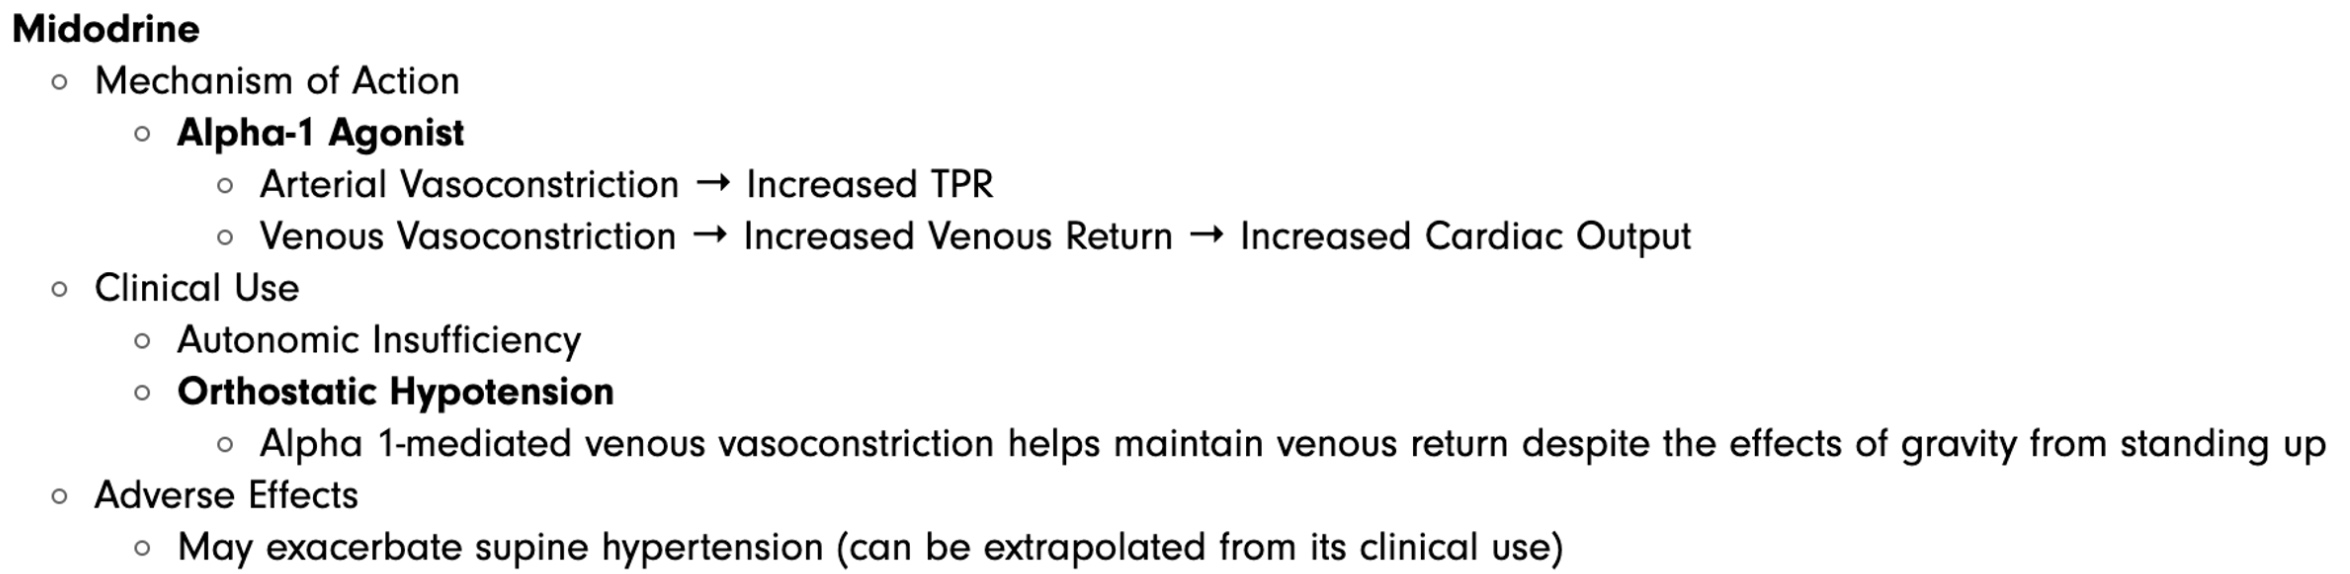 Midodrine
Mechanism of Action
Alpha-1 Agonist
Arterial Vasoconstriction → Increased TPR
Venous Vasoconstriction → Increased Venous Return → Increased Cardiac Output
Clinical Use
Autonomic Insufficiency
Orthostatic Hypotension
Alpha 1-mediated venous vasoconstriction helps maintain venous return despite the effects of gravity from standing up
Adverse Effects
May exacerbate supine hypertension (can be extrapolated from its clinical use)